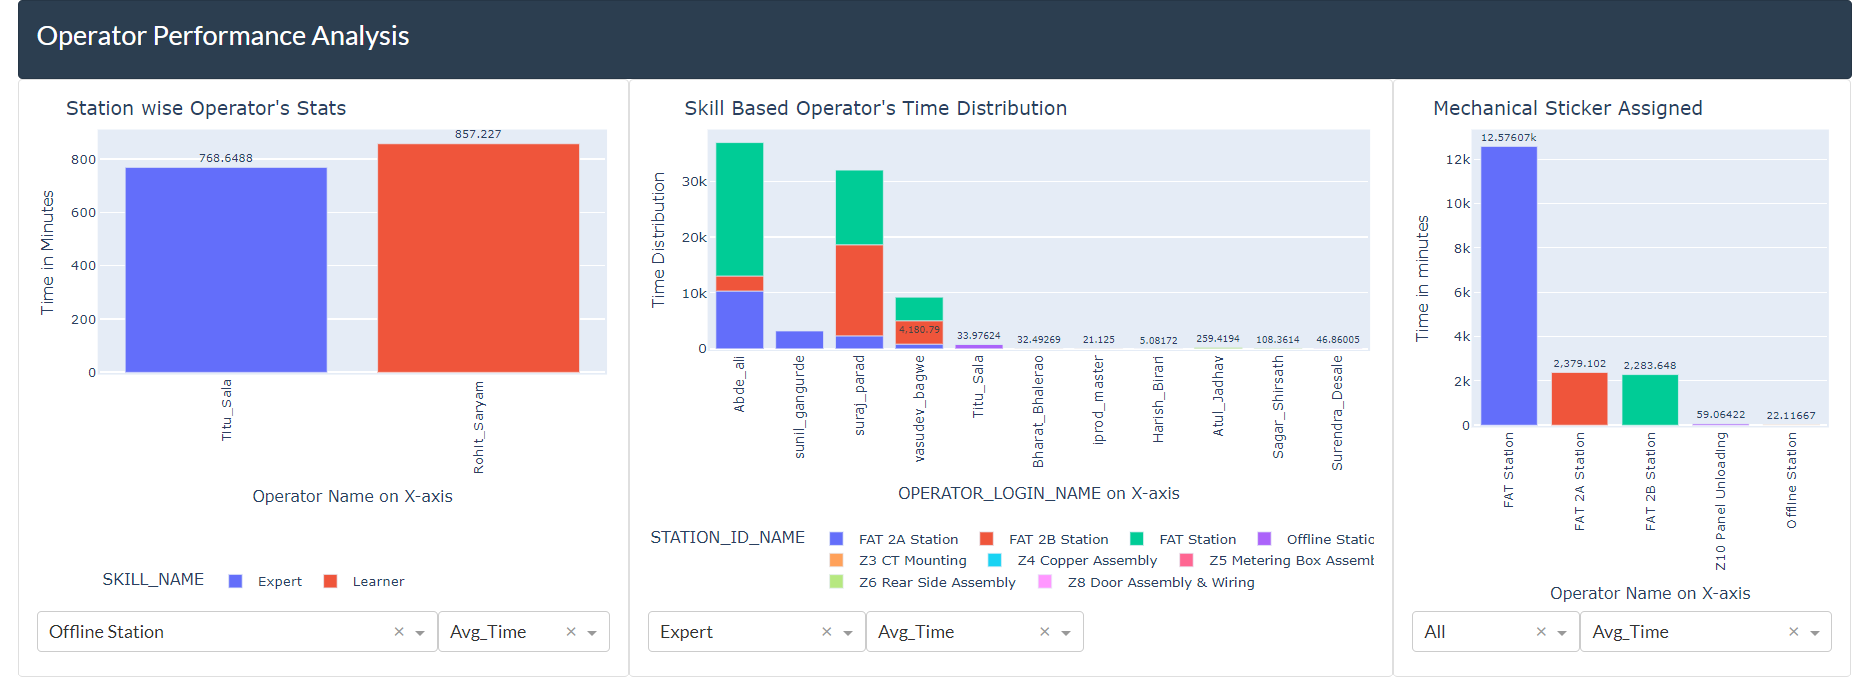 Operator Performance Analysis
Station wise Operator's Stats
857.227
768.6488
800
600
400
200
0
Time in Minutes
Titu_Sala
Rohit_Saryam
Operator Name on X-axis
SKILL_NAME
Expert
Learner
Offline Station × Avg_Time ×
Skill Based Operator's Time Distribution
30k
20k
10k
0
Time Distribution
4,180.79
33.97624
32.49269
21.125
5.08172
259.4194
108.3614
46.86005
Abde_ali
sunil_gangurde
suraj_parad
vasudev_bagwe
Titu_Sala
Bharat_Bhalerao
iprod_master
Harish_Birari
Atul_Jadhav
Sagar_Shirsath
Surendra_Desale
OPERATOR_LOGIN_NAME on X-axis
STATION_ID_NAME
FAT 2A Station FAT 2B Station FAT Station Offline Static
Z3 CT Mounting Z4 Copper Assembly Z5 Metering Box Assemb
Z6 Rear Side Assembly Z8 Door Assembly & Wiring
Expert × Avg_Time ×
Mechanical Sticker Assigned
12.57607k
12k
10k
8k
6k
4k
2k
0
Time in minutes
2,379.102
2,283.648
59.06422
22.11667
FAT Station
FAT 2A Station
FAT 2B Station
Z10 Panel Unloading
Offline Station
Operator Name on X-axis
All × Avg_Time ×